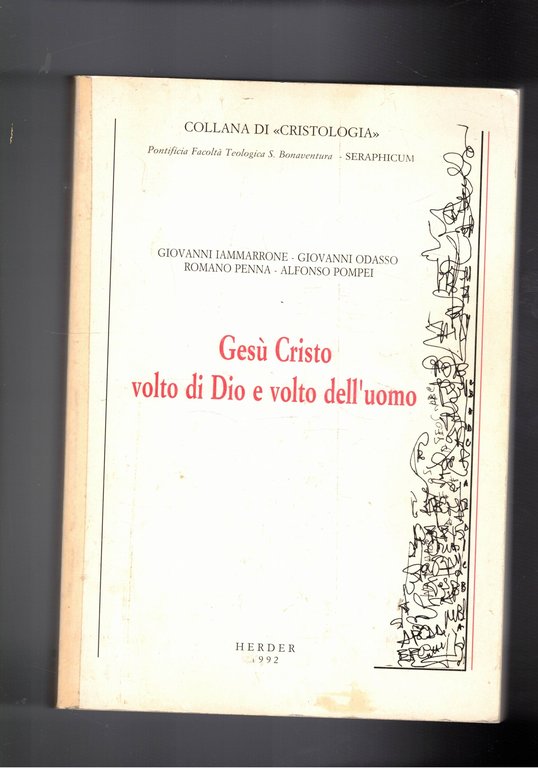 COLLANA DI «CRISTOLOGIA»
Pontificia Facoltà Teologica S. Bonaventura - SERAPHICUM
GIOVANNI IAMMARRONE - GIOVANNI ODASSO
ROMANO PENNA - ALFONSO POMPEI
Gesù Cristo
volto di Dio e volto dell'uomo
HERDER
1992